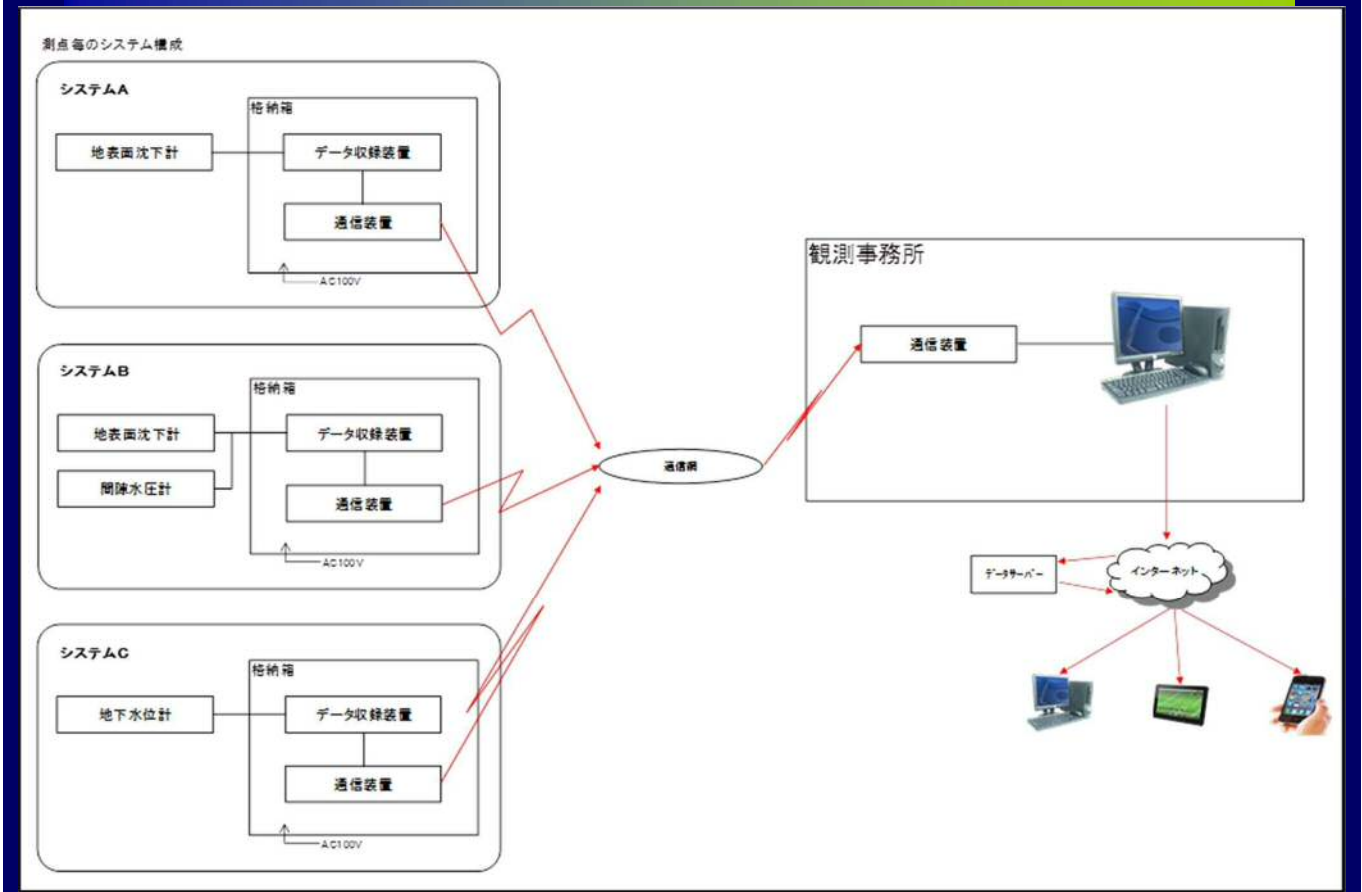 測点毎のシステム構成
システムA
格納箱
地表面沈下計
データ収録装置
通信装置
AC100V
システムB
格納箱
地表面沈下計
データ収録装置
間隙水圧計
通信装置
AC100V
システムC
格納箱
地下水位計
データ収録装置
通信装置
AC100V
通信網
観測事務所
通信装置
データサーバー
インターネット